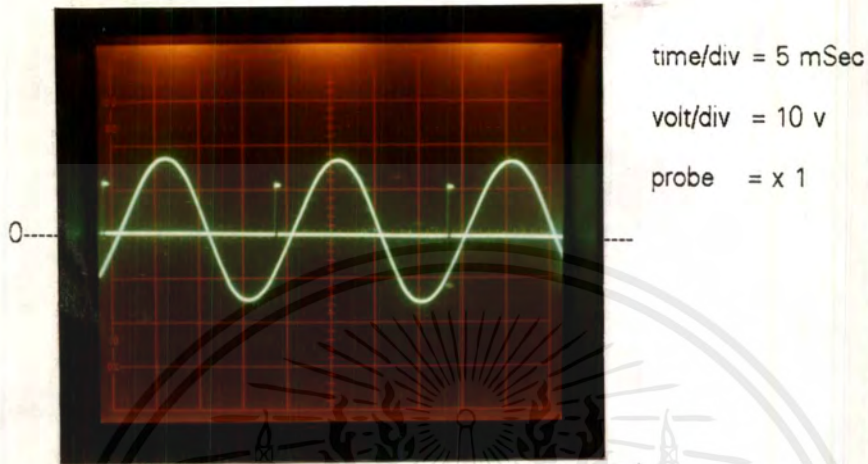 time/div = 5 mSec
volt/div = 10 v
probe = x 1
0